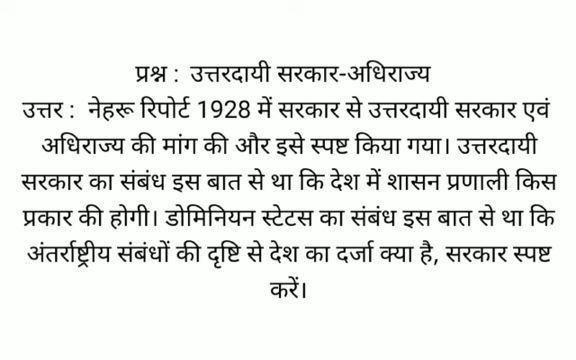 प्रश्न : उत्तरदायी सरकार-अधिराज्य
उत्तर : नेहरू रिपोर्ट 1928 में सरकार से उत्तरदायी सरकार एवं
अधिराज्य की मांग की और इसे स्पष्ट किया गया। उत्तरदायी
सरकार का संबंध इस बात से था कि देश में शासन प्रणाली किस
प्रकार की होगी। डोमिनियन स्टेटस का संबंध इस बात से था कि
अंतर्राष्ट्रीय संबंधों की दृष्टि से देश का दर्जा क्या है, सरकार स्पष्ट
करें।